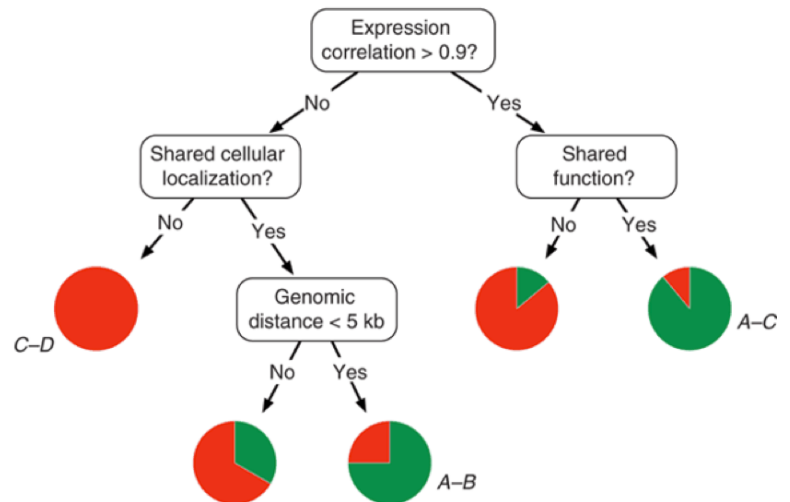 Expression
correlation > 0.9?
No
Yes
Shared cellular
localization?
Shared
function?
No
Yes
No
Yes
C–D
Genomic
distance < 5 kb
A–C
No
Yes
A–B